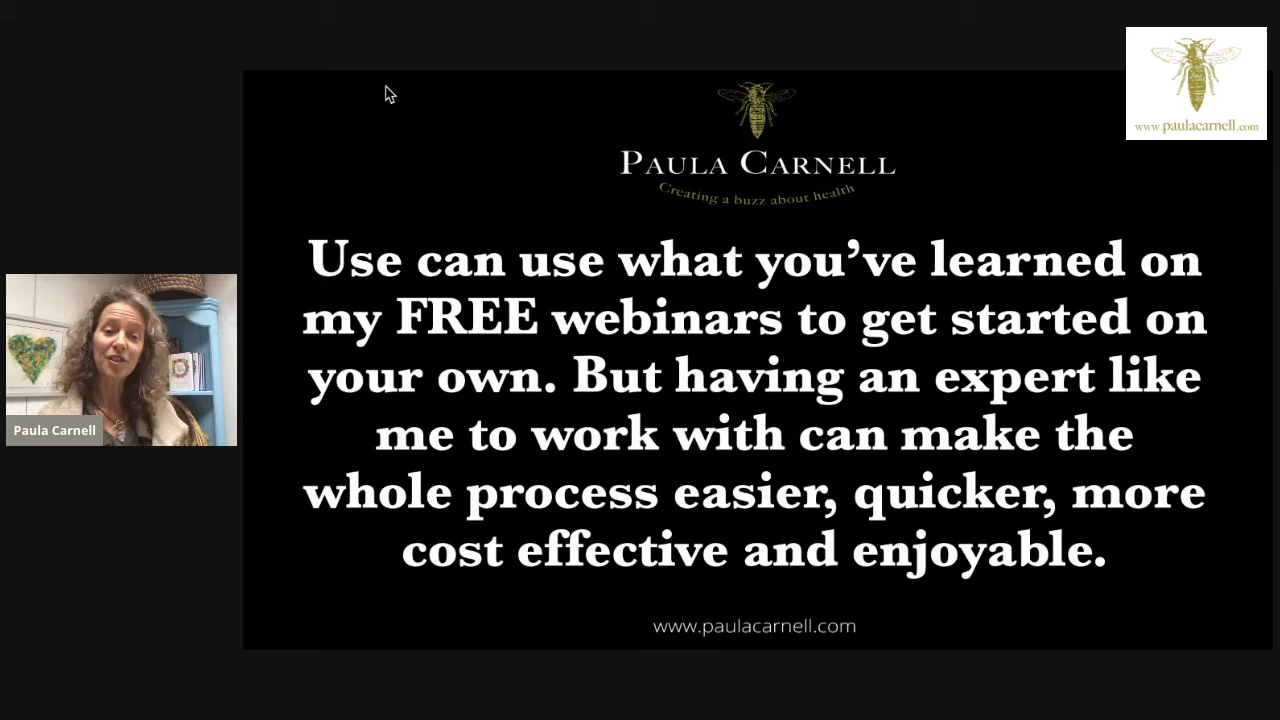 www.paulacarnell.com
PAULA CARNELL
Creating a buzz about health
Use can use what you’ve learned on
my FREE webinars to get started on
your own. But having an expert like
me to work with can make the
whole process easier, quicker, more
cost effective and enjoyable.
Paula Carnell
www.paulacarnell.com